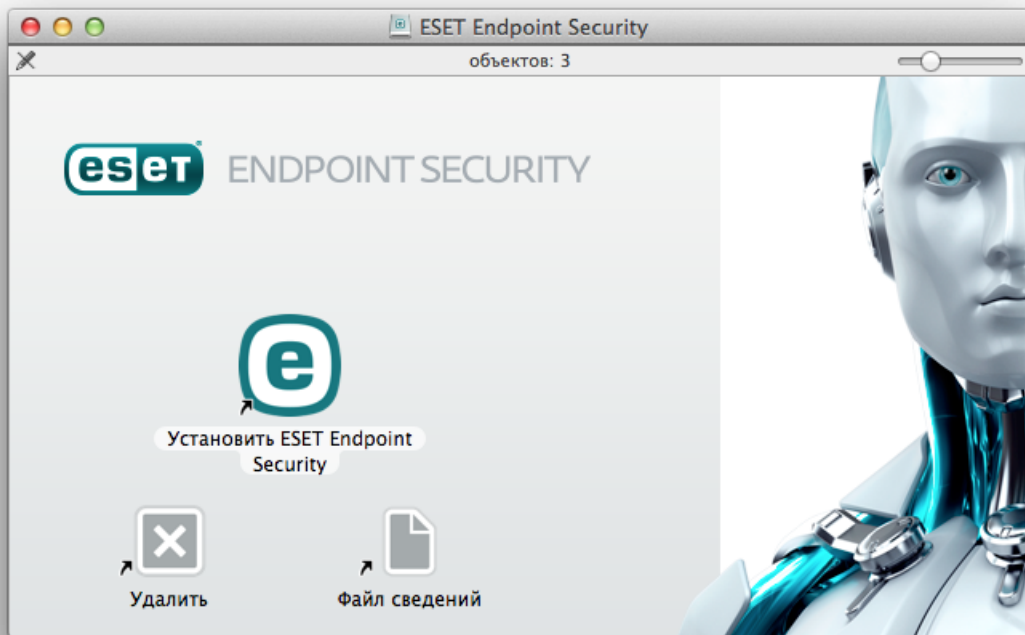 ESET Endpoint Security
объектов: 3
eset® ENDPOINT SECURITY
e
Установить ESET Endpoint
Security
Удалить
Файл сведений